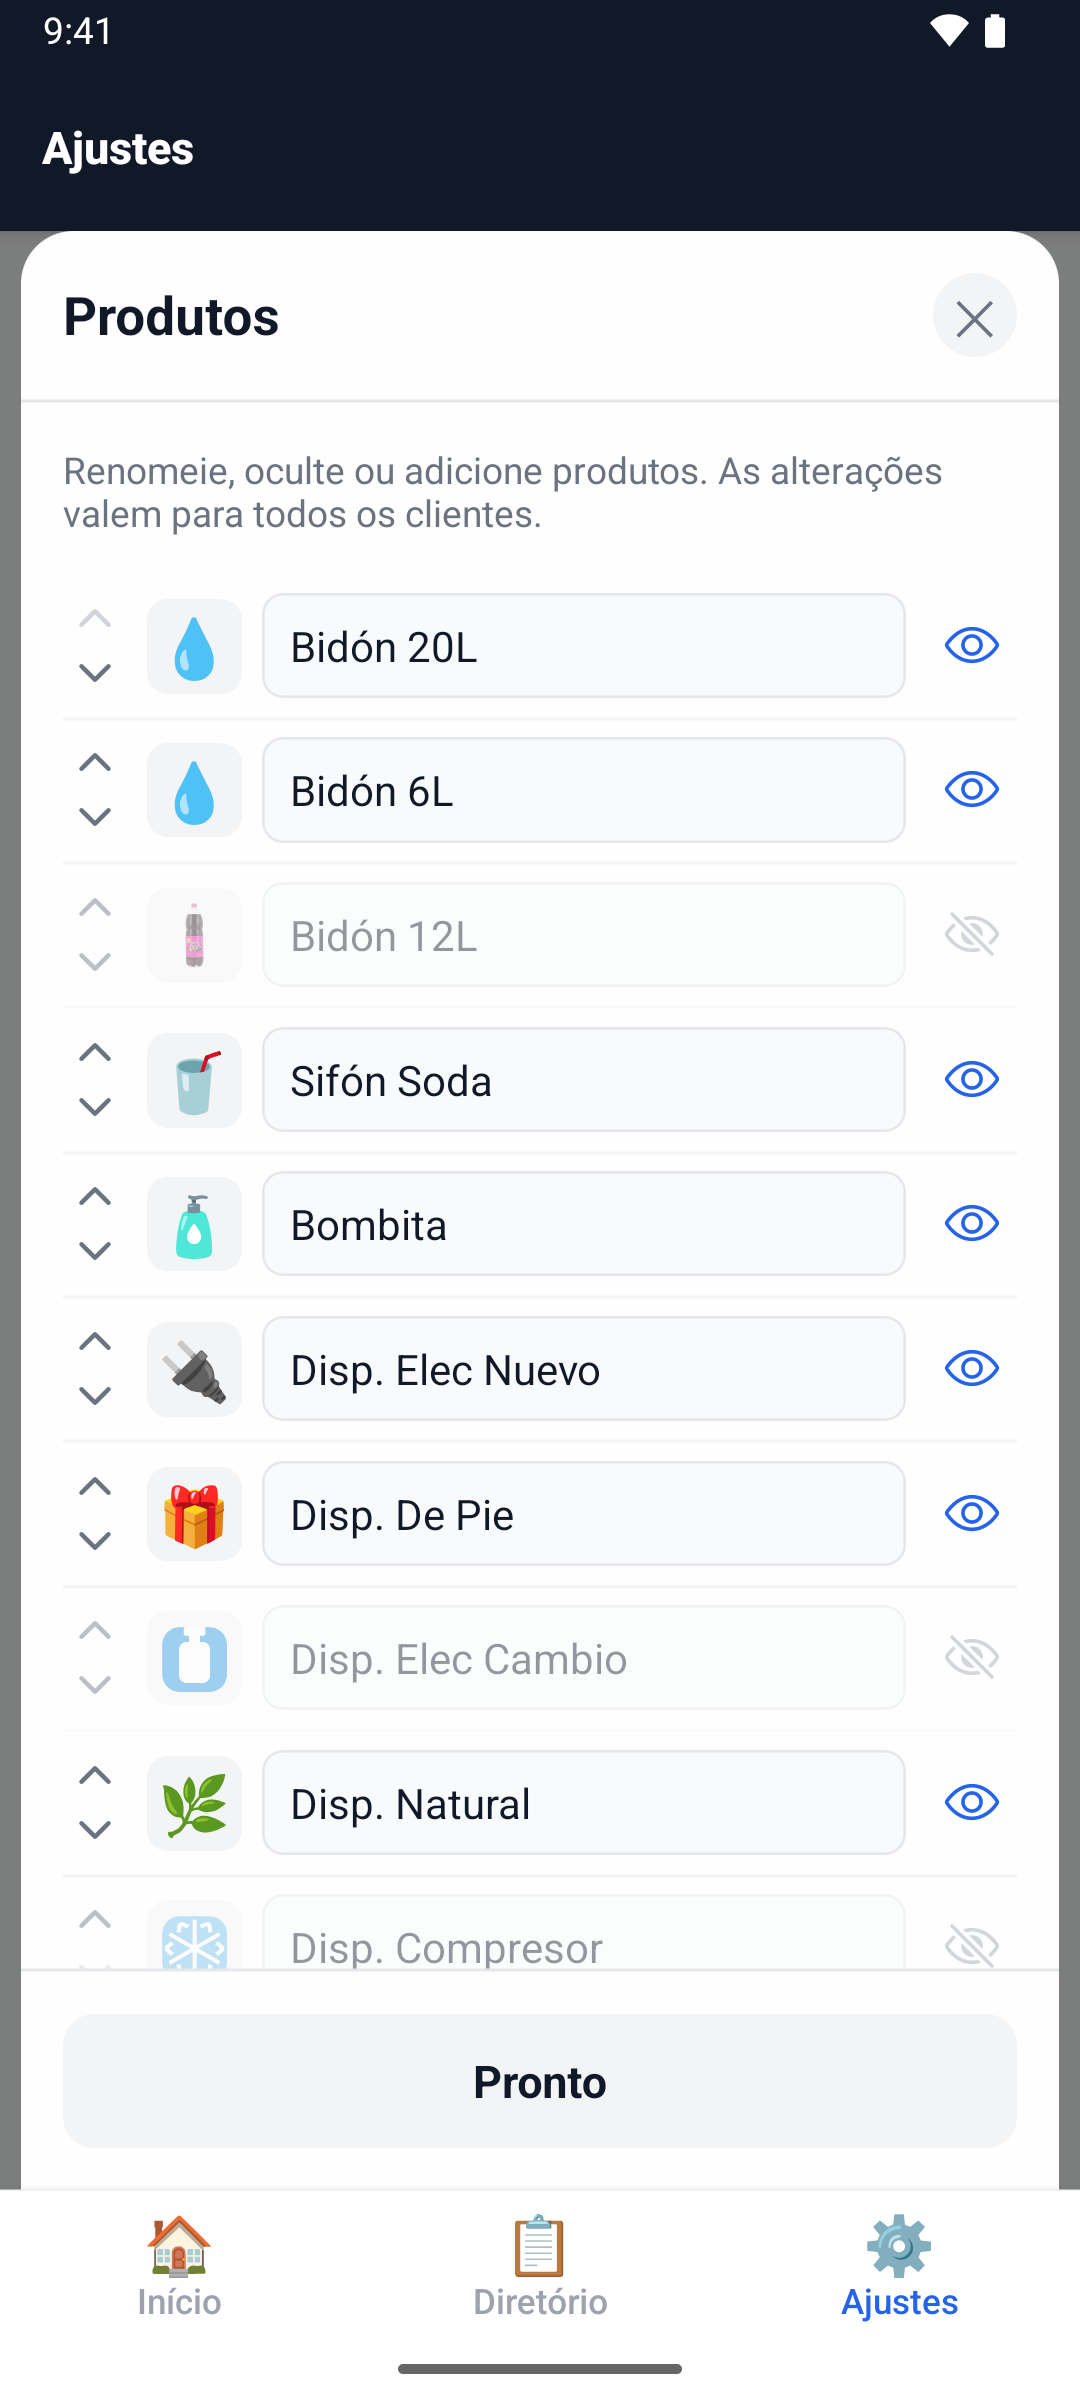 9:41
Ajustes
Produtos
Renomeie, oculte ou adicione produtos. As alterações
valem para todos os clientes.
Bidón 20L
Bidón 6L
Bidón 12L
Sifón Soda
Bombita
Disp. Elec Nuevo
Disp. De Pie
Disp. Elec Cambio
Disp. Natural
Disp. Compresor
Pronto
Início
Diretório
Ajustes